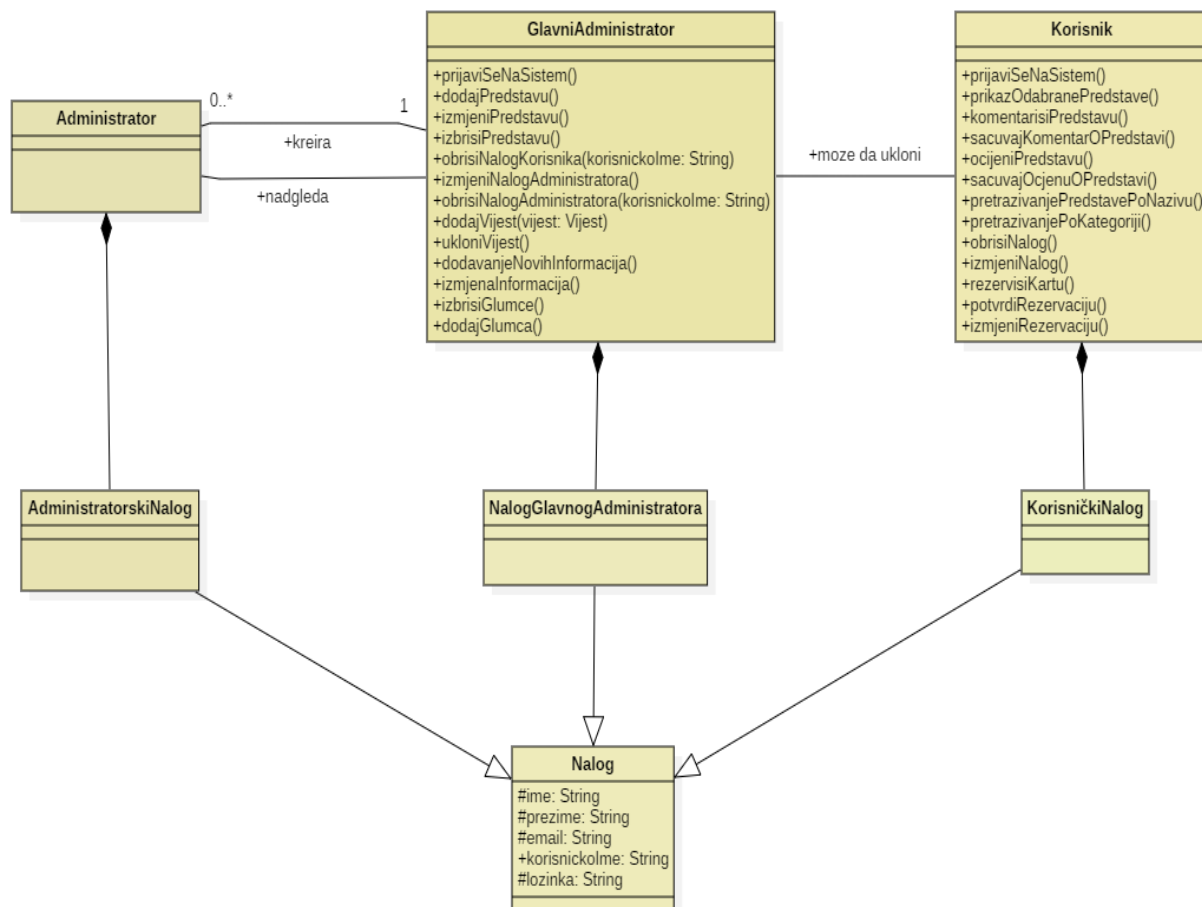 GlavniAdministrator
+prijaviSeNaSistem()
+dodajPredstavu()
+izmjeniPredstavu()
+izbrisiPredstavu()
+obrisiNalogKorisnika(korisnickoIme: String)
+izmjeniNalogAdministratora()
+obrisiNalogAdministratora(korisnickoIme: String)
+dodajVijest(vijest: Vijest)
+ukloniVijest()
+dodavanjeNovihInformacija()
+izmjenaInformacija()
+izbrisiGlumce()
+dodajGlumca()
Korisnik
+prijaviSeNaSistem()
+prikazOdabranePredstave()
+komentarisiPredstavu()
+sacuvajKomentarOPredstavi()
+ocijeniPredstavu()
+sacuvajOcjenuOPredstavi()
+pretrazivanjePredstavePoNazivu()
+pretrazivanjePoKategoriji()
+obrisiNalog()
+izmjeniNalog()
+rezervisiKartu()
+potvrdiRezervaciju()
+izmjeniRezervaciju()
Administrator
0..*
1
+kreira
+nadgleda
+moze da ukloni
AdministratorskiNalog
NalogGlavnogAdministratora
KorisničkiNalog
Nalog
#ime: String
#prezime: String
#email: String
+korisnickoIme: String
#lozinka: String